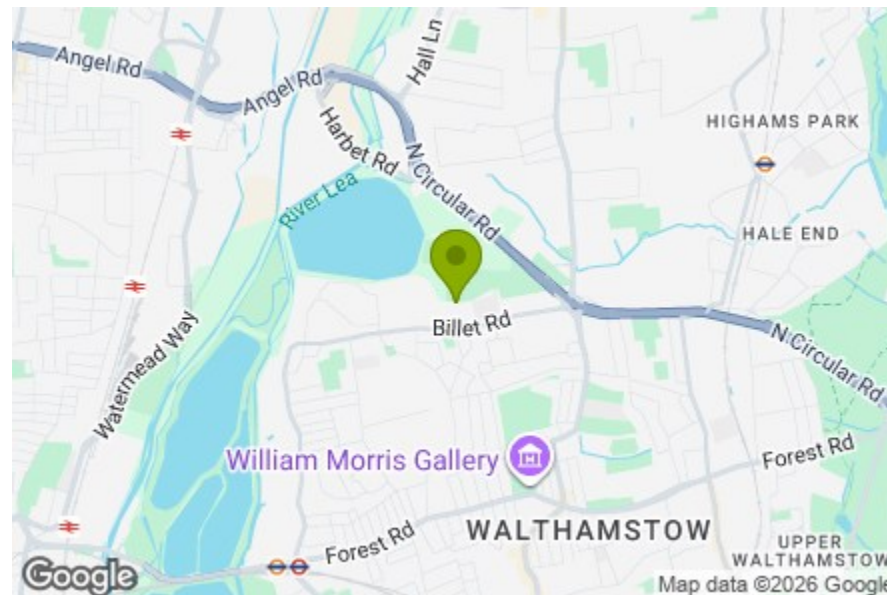 Angel Rd
Angel Rd
Hall Ln
Harbet Rd
N Circular Rd
HIGHAMS PARK
River Lea
HALE END
Billet Rd
Watermead Way
N Circular Rd
William Morris Gallery
Forest Rd
WALTHAMSTOW
Forest Rd
UPPER
WALTHAMSTOW
Google
Map data ©2026 Google